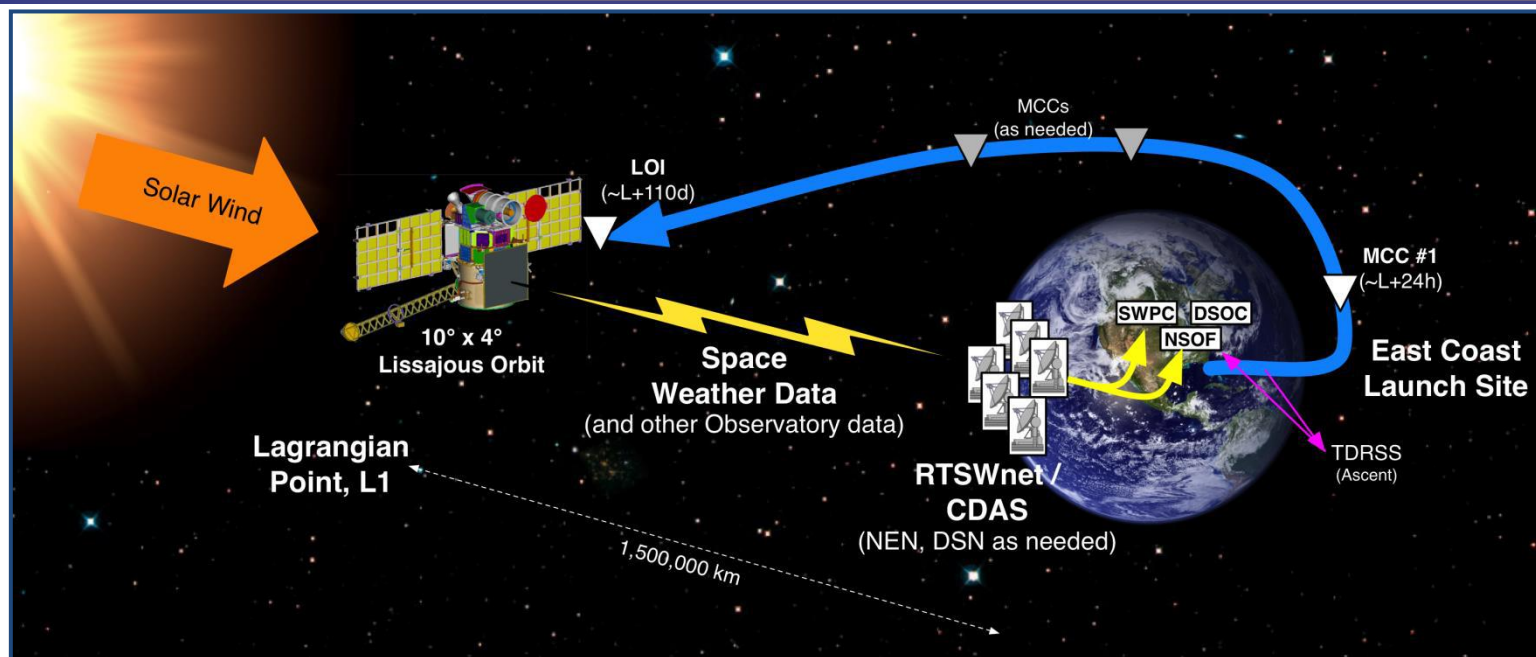 Solar Wind
LOI
(~L+110d)
MCCs
(as needed)
MCC #1
(~L+24h)
10° x 4°
Lissajous Orbit
Space
Weather Data
(and other Observatory data)
SWPC
DSOC
NSOF
East Coast
Launch Site
Lagrangian
Point, L1
RTSWnet /
CDAS
(NEN, DSN as needed)
TDRSS
(Ascent)
1,500,000 km